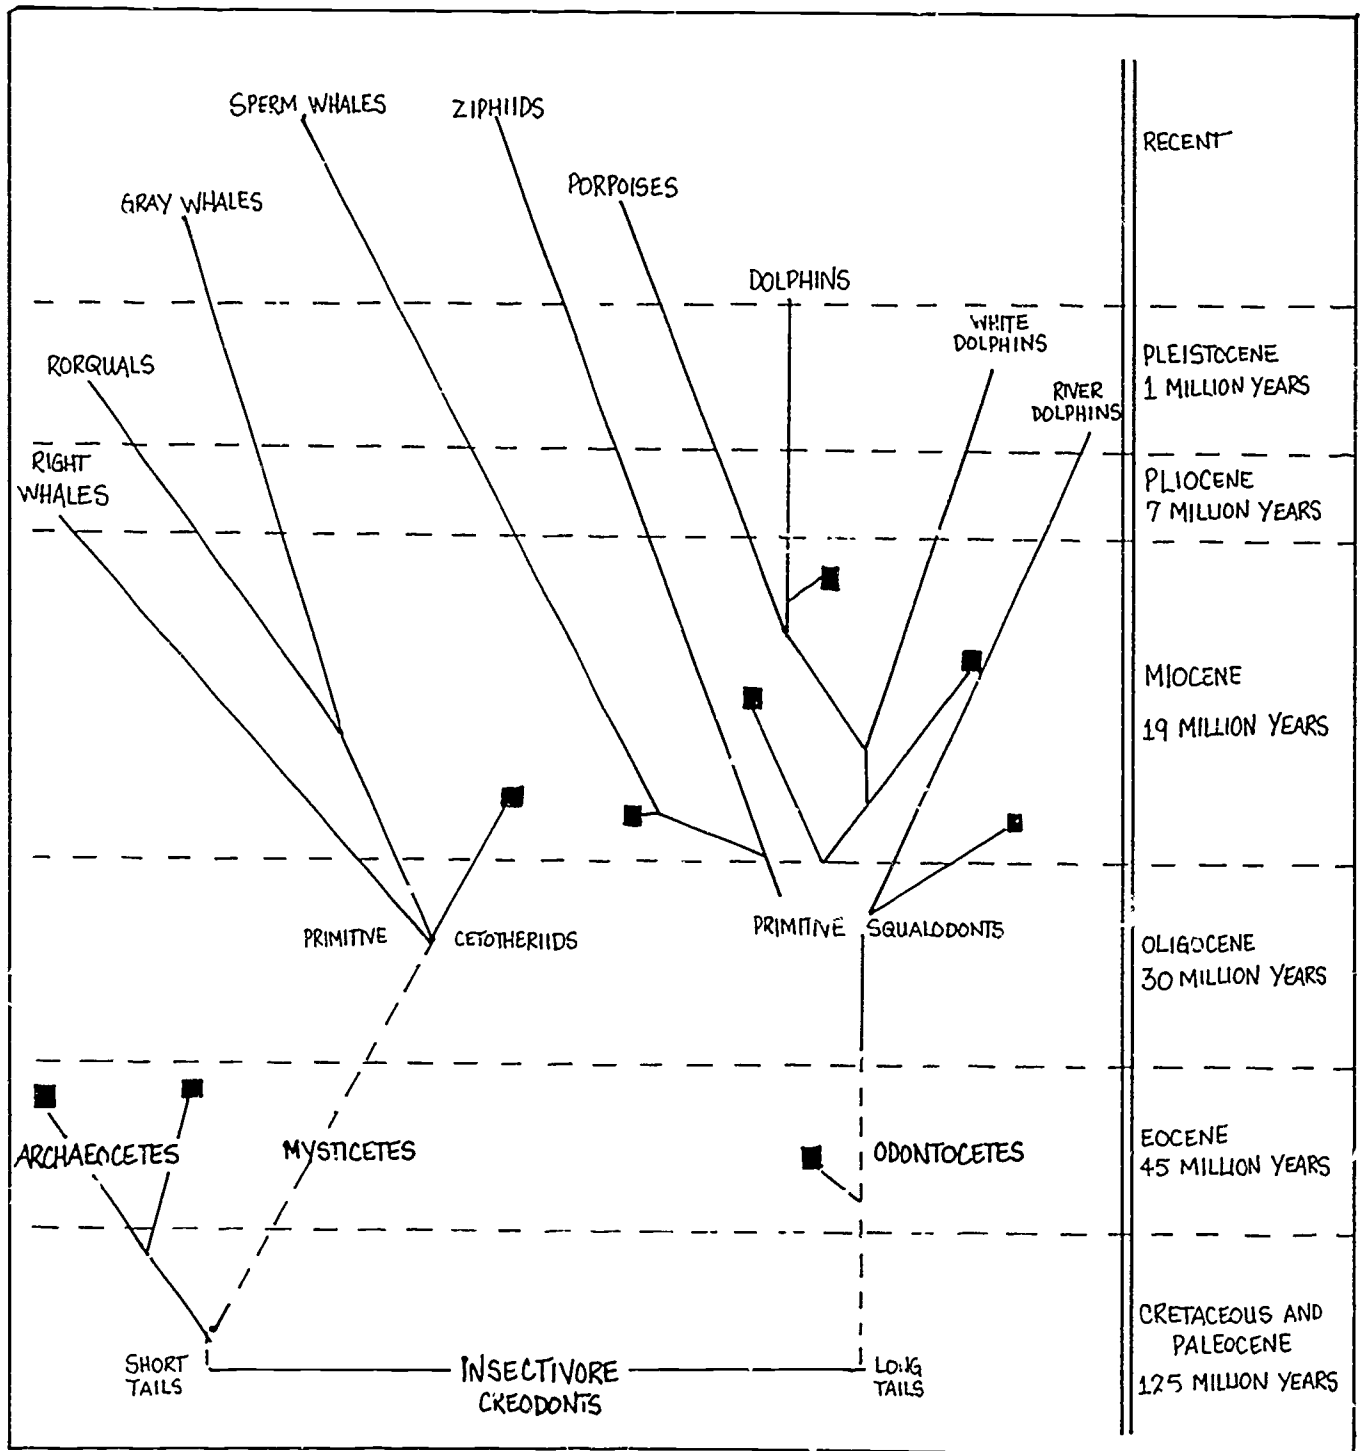 SPERM WHALES
ZIPHIIDS
RECENT
PORPOISES
GRAY WHALES
DOLPHINS
WHITE
DOLPHINS
PLEISTOCENE
1 MILLION YEARS
RORQUALS
RIVER
DOLPHINS
RIGHT
WHALES
PLIOCENE
7 MILLION YEARS
MIOCENE
19 MILLION YEARS
PRIMITIVE CETOTHERIIDS
PRIMITIVE SQUALODONTS
OLIGOCENE
30 MILLION YEARS
ARCHAEOCETES
MYSTICETES
ODONTOCETES
EOCENE
45 MILLION YEARS
CRETACEOUS AND
PALEOCENE
125 MILLION YEARS
SHORT
TAILS
INSECTIVORE
CREODONTS
LONG
TAILS